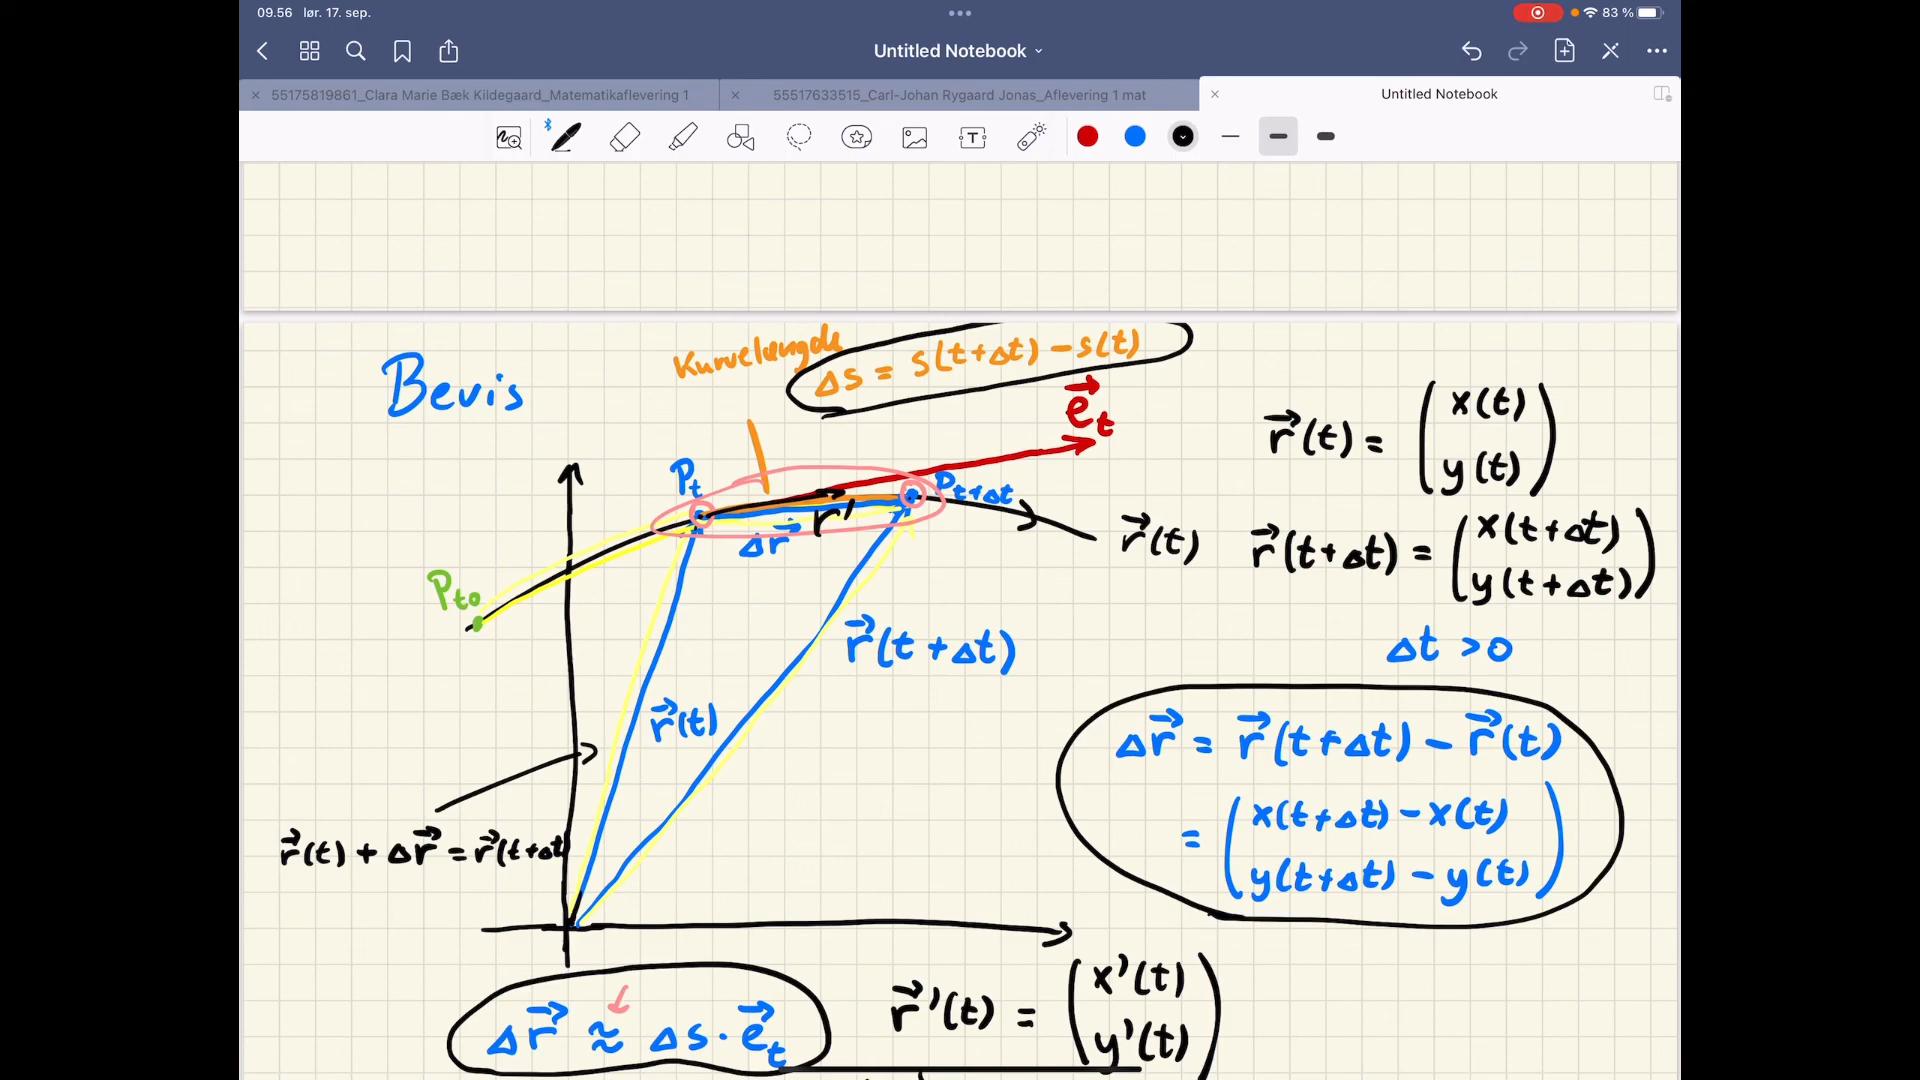 09.56 lør. 17. sep.
83 %
Untitled Notebook
55175819861_Clara Marie Bæk Kildegaard_Matematikaflevering 1
55517633515_Carl-Johan Rygaard Jonas_Aflevering 1 mat
Untitled Notebook
Bevis
Kurvelængde
Δs = s(t+Δt) – s(t)
e⃗t
Pt
Pt+Δt
Δr⃗
r'
r⃗(t)
Pt0
r⃗(t+Δt)
r⃗(t)
r⃗(t) + Δr⃗ = r⃗(t+Δt)
r⃗(t) = (x(t)
y(t))
r⃗(t+Δt) = (x(t+Δt)
y(t+Δt))
Δt > 0
Δr⃗ = r⃗(t+Δt) – r⃗(t)
= (x(t+Δt) – x(t)
y(t+Δt) – y(t))
Δr⃗ ≈ Δs · e⃗t
r⃗'(t) = (x'(t)
y'(t))